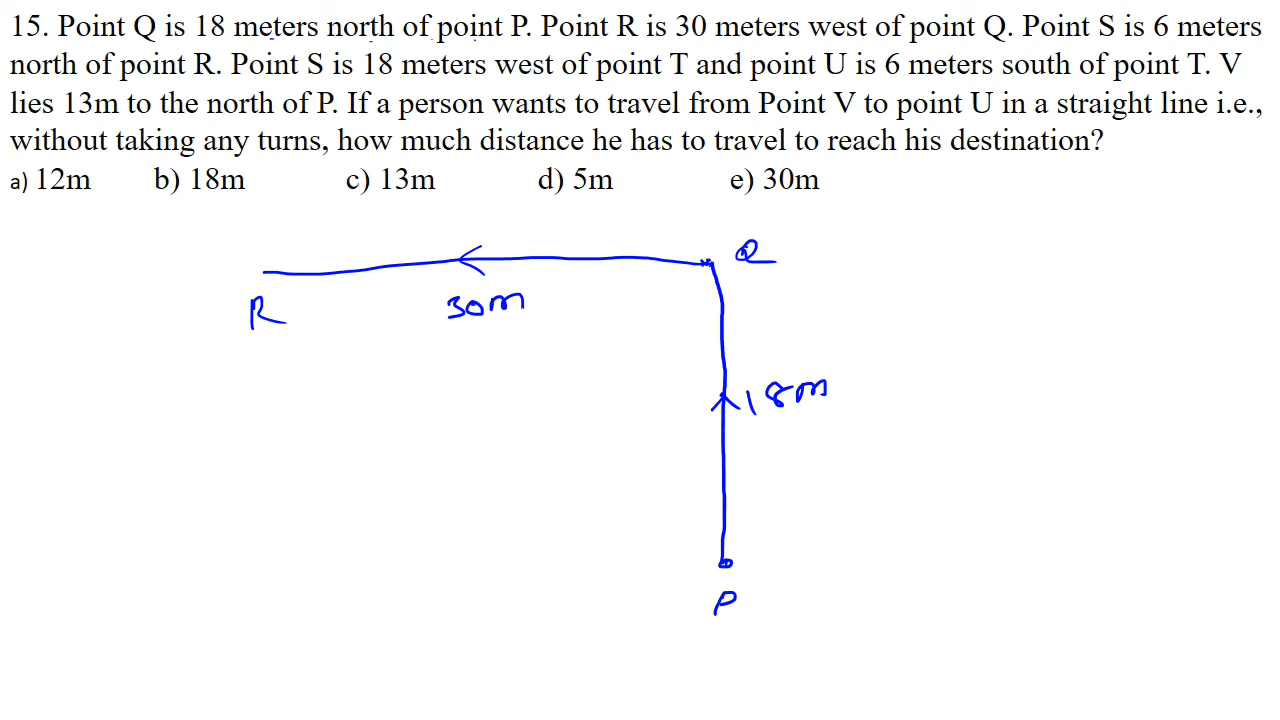 15. Point Q is 18 meters north of point P. Point R is 30 meters west of point Q. Point S is 6 meters
north of point R. Point S is 18 meters west of point T and point U is 6 meters south of point T. V
lies 13m to the north of P. If a person wants to travel from Point V to point U in a straight line i.e.,
without taking any turns, how much distance he has to travel to reach his destination?
a) 12m b) 18m c) 13m d) 5m e) 30m
Q
R 30m
18m
P